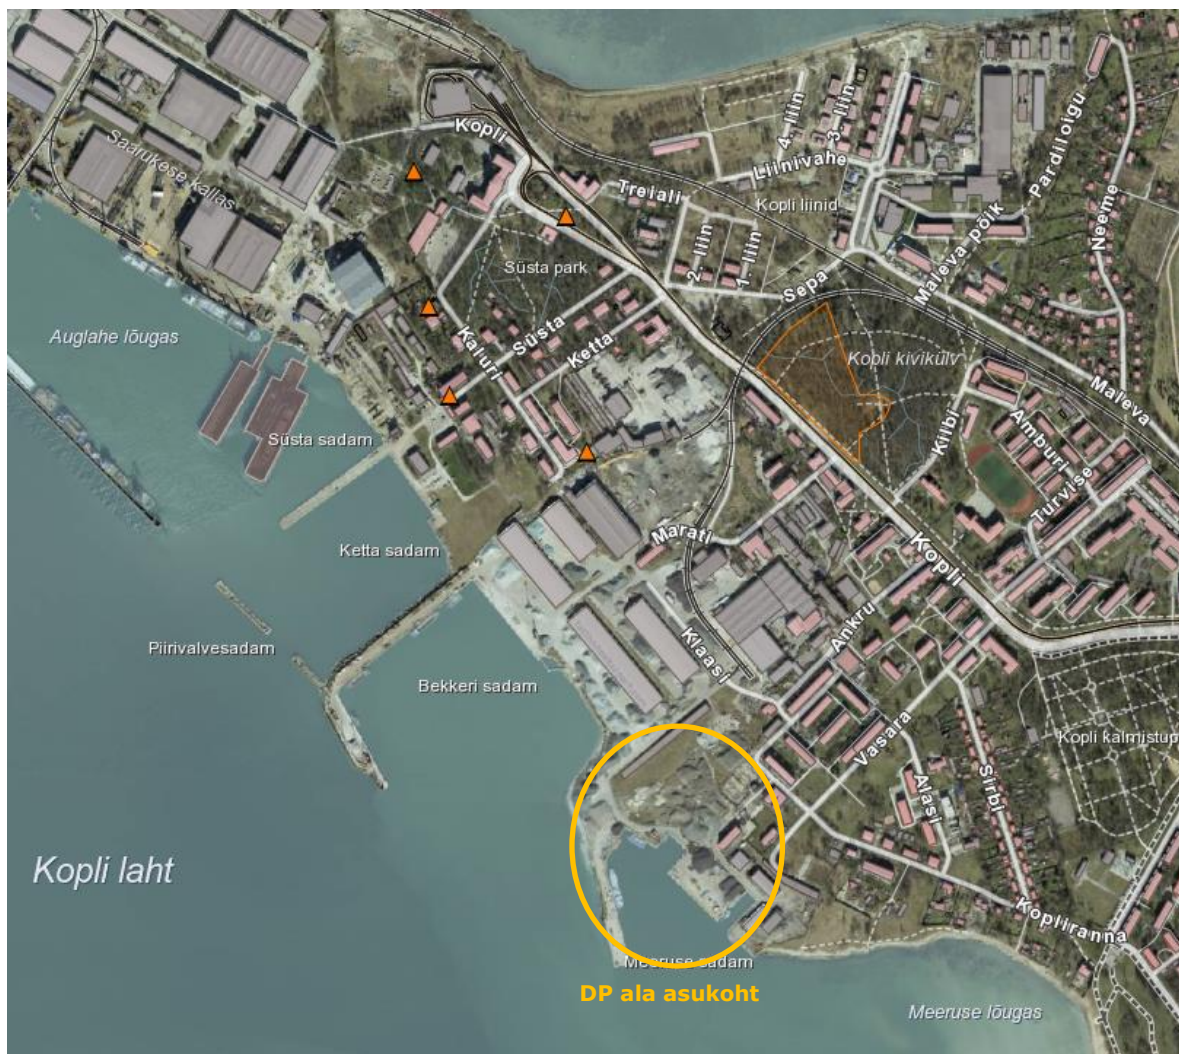 Kopli
4. liin
3. liin
Pardiloigu
Saarukese kallas
Liinivahe
Treiali
Kopli liinid
Neeme
Maleva põik
2. liin
1. liin
Süsta park
Sepa
Auglahe lõugas
Kaluri
Süsta
Ketta
Kopli kivikülv
Maleva
Kilbi
Amburi
Süsta sadam
Turvise
Ketta sadam
Marati
Kopli
Piirivalvesadam
Ankru
Klaasi
Bekkeri sadam
Vasara
Kopli kalmistup
Sirbi
Alasi
Kopli laht
Kopliranna
Meeruse sadam
DP ala asukoht
Meeruse lõugas